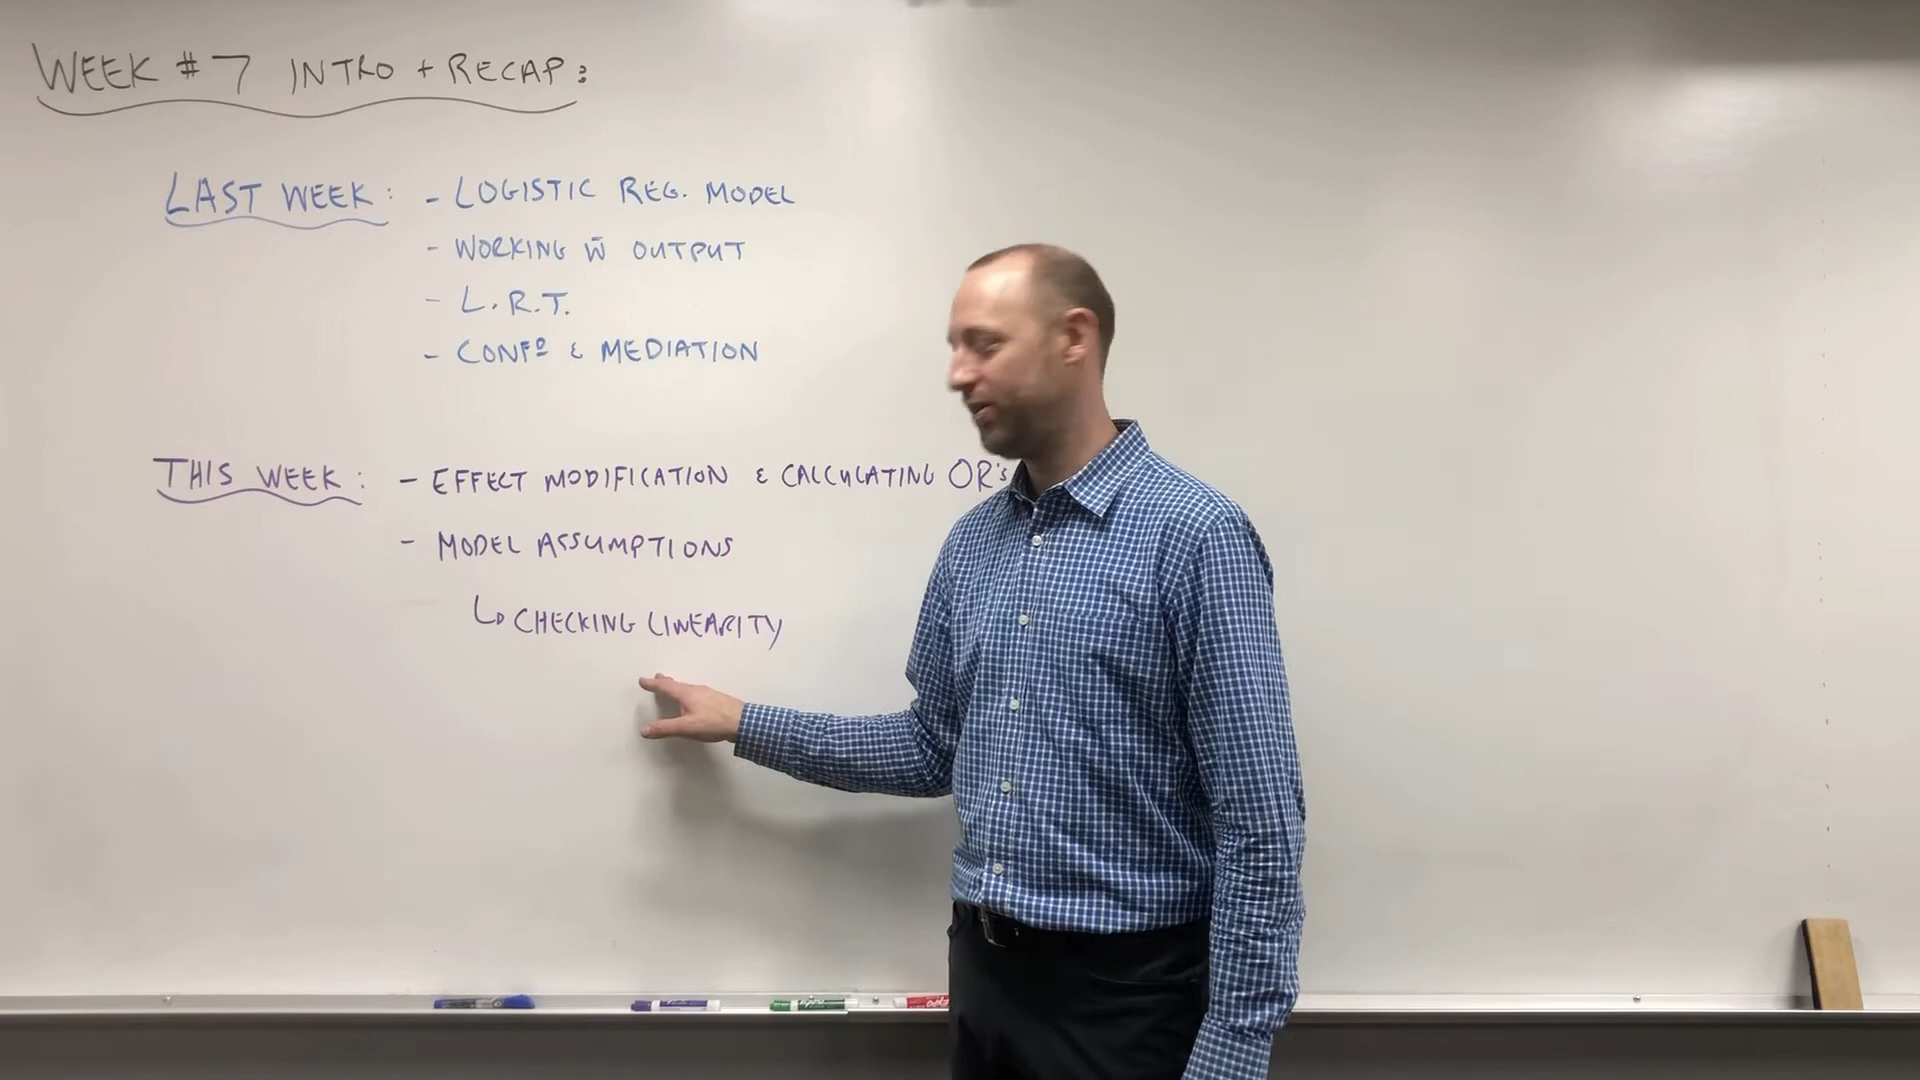 WEEK # 7 INTRO + RECAP:
LAST WEEK: - LOGISTIC REG. MODEL
- WORKING w̄ OUTPUT
- L.R.T.
- CONFº & MEDIATION
THIS WEEK: - EFFECT MODIFICATION & CALCULATING OR's
- MODEL ASSUMPTIONS
↳ CHECKING LINEARITY